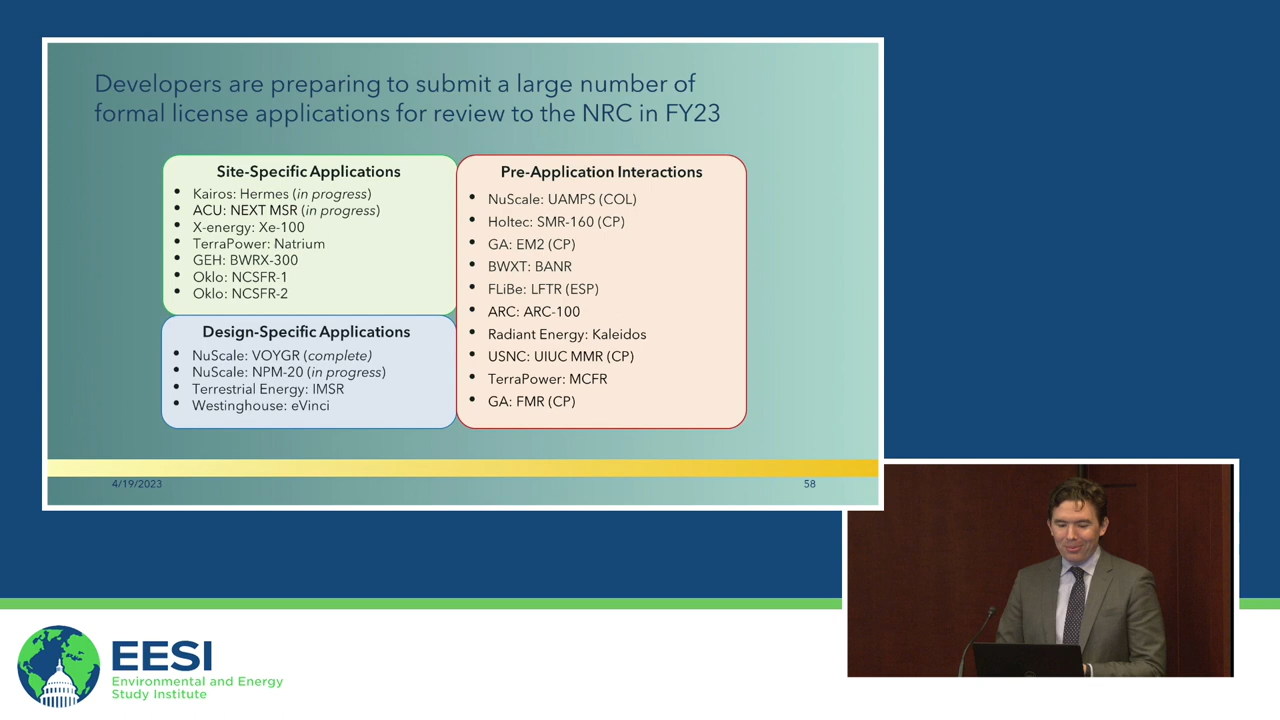 Developers are preparing to submit a large number of
formal license applications for review to the NRC in FY23
Site-Specific Applications
• Kairos: Hermes (in progress)
• ACU: NEXT MSR (in progress)
• X-energy: Xe-100
• TerraPower: Natrium
• GEH: BWRX-300
• Oklo: NCSFR-1
• Oklo: NCSFR-2
Design-Specific Applications
• NuScale: VOYGR (complete)
• NuScale: NPM-20 (in progress)
• Terrestrial Energy: IMSR
• Westinghouse: eVinci
Pre-Application Interactions
• NuScale: UAMPS (COL)
• Holtec: SMR-160 (CP)
• GA: EM2 (CP)
• BWXT: BANR
• FLiBe: LFTR (ESP)
• ARC: ARC-100
• Radiant Energy: Kaleidos
• USNC: UIUC MMR (CP)
• TerraPower: MCFR
• GA: FMR (CP)
4/19/2023
58
EESI
Environmental and Energy
Study Institute